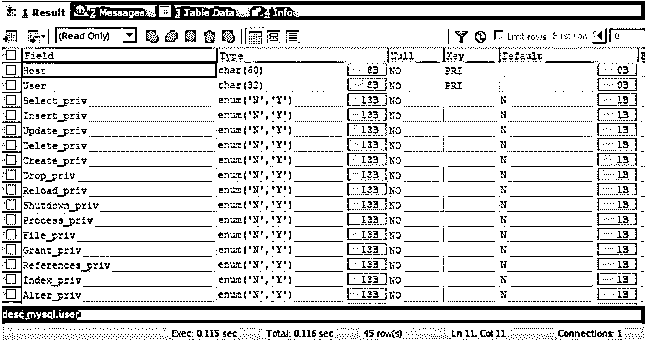 1 Result 2 Messages 3 Table Data 4 Info
(Read Only) Limit rows First row 0
Field Type Null Key Default
Host char(60) 8B NO PRI 0B
User char(32) 8B NO PRI 0B
Select_priv enum('N','Y') 13B NO N 1B
Insert_priv enum('N','Y') 13B NO N 1B
Update_priv enum('N','Y') 13B NO N 1B
Delete_priv enum('N','Y') 13B NO N 1B
Create_priv enum('N','Y') 13B NO N 1B
Drop_priv enum('N','Y') 13B NO N 1B
Reload_priv enum('N','Y') 13B NO N 1B
Shutdown_priv enum('N','Y') 13B NO N 1B
Process_priv enum('N','Y') 13B NO N 1B
File_priv enum('N','Y') 13B NO N 1B
Grant_priv enum('N','Y') 13B NO N 1B
References_priv enum('N','Y') 13B NO N 1B
Index_priv enum('N','Y') 13B NO N 1B
Alter_priv enum('N','Y') 13B NO N 1B
desc mysql.user
Exec: 0.115 sec Total: 0.116 sec 45 row(s) Ln 11, Col 11 Connections: 1